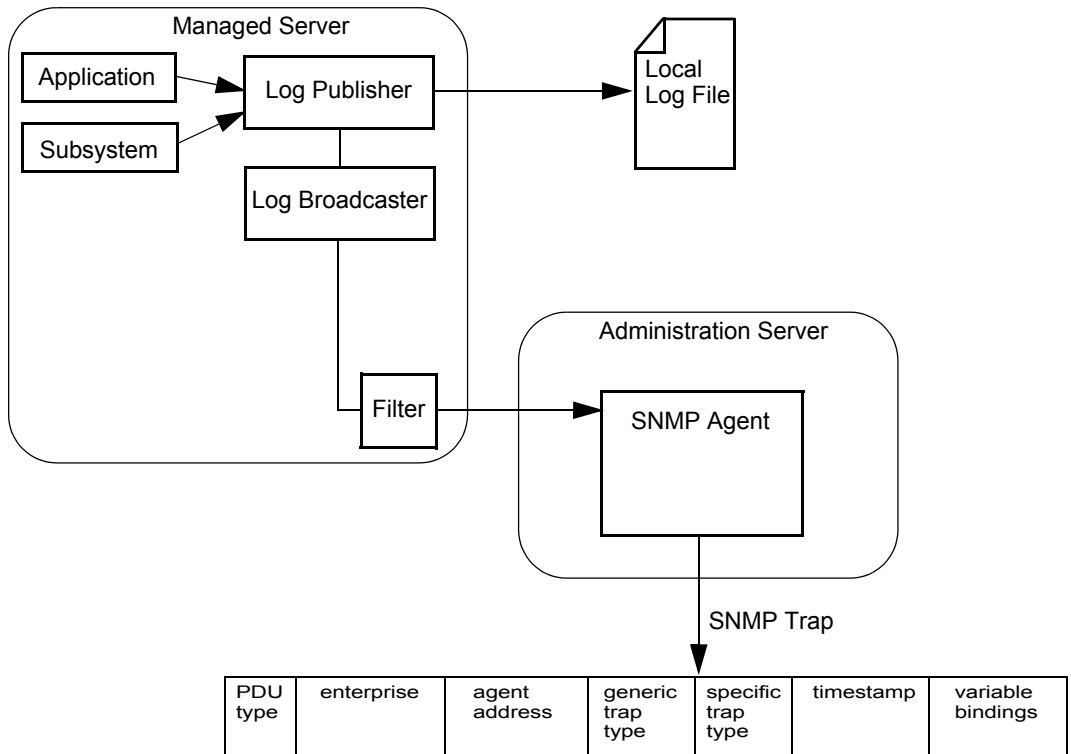 Managed Server
Application
Log Publisher
Subsystem
Log Broadcaster
Filter
Local
Log File
Administration Server
SNMP Agent
SNMP Trap
PDU
type
enterprise
agent
address
generic
trap
type
specific
trap
type
timestamp
variable
bindings